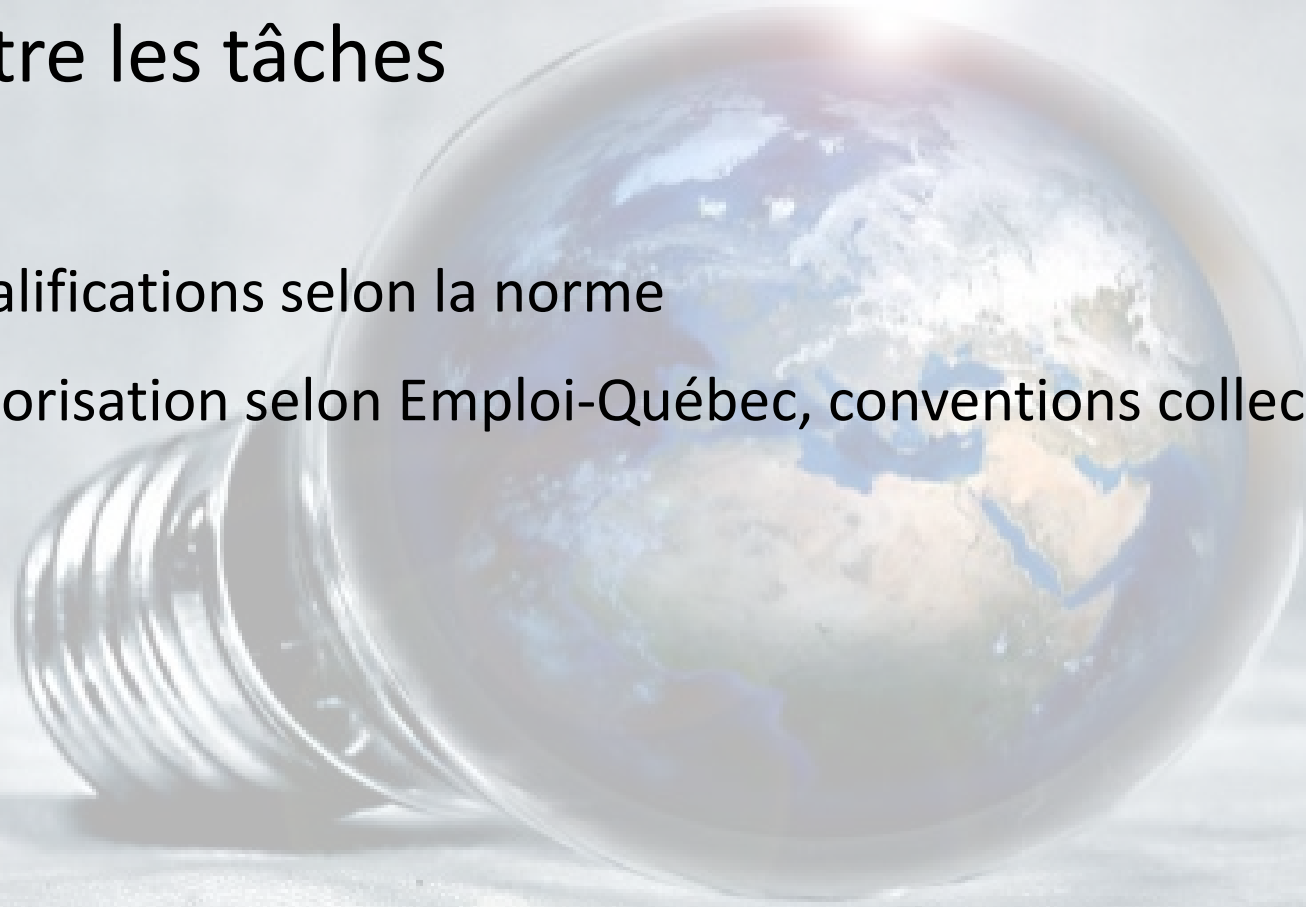 tre les tâches
alifications selon la norme
orisation selon Emploi-Québec, conventions collec